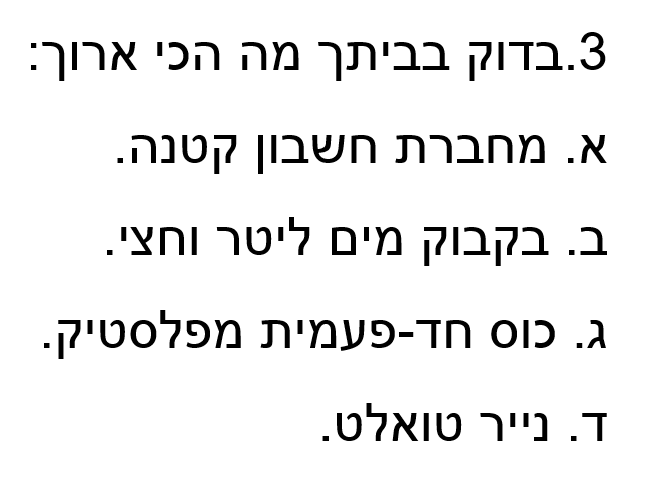 3.בדוק בביתך מה הכי ארוך:
א. מחברת חשבון קטנה.
ב. בקבוק מים ליטר וחצי.
ג. כוס חד-פעמית מפלסטיק.
ד. נייר טואלט.